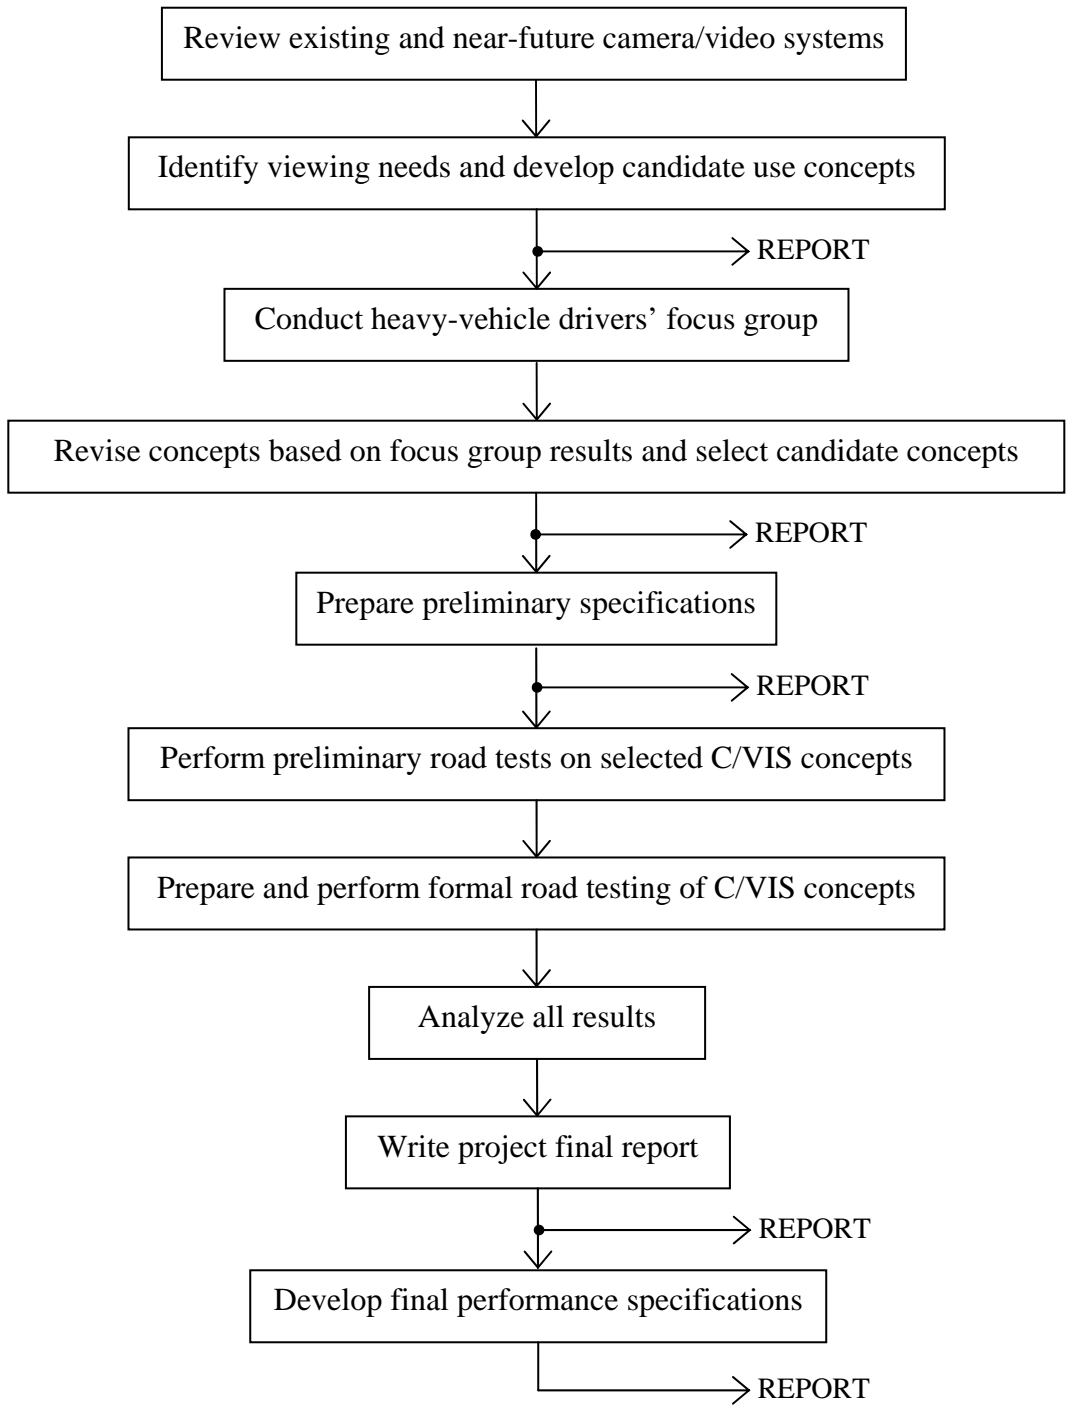 Review existing and near-future camera/video systems
Identify viewing needs and develop candidate use concepts
REPORT
Conduct heavy-vehicle drivers’ focus group
Revise concepts based on focus group results and select candidate concepts
REPORT
Prepare preliminary specifications
REPORT
Perform preliminary road tests on selected C/VIS concepts
Prepare and perform formal road testing of C/VIS concepts
Analyze all results
Write project final report
REPORT
Develop final performance specifications
REPORT